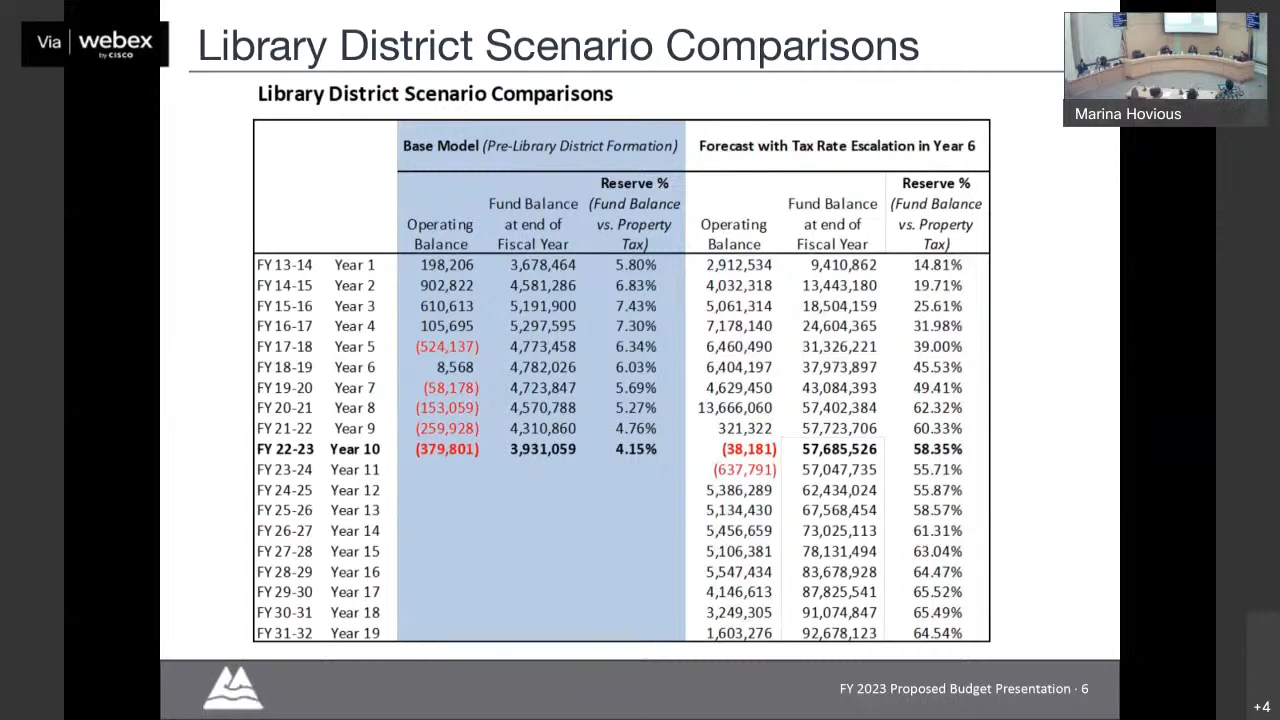 Via webex
by CISCO
Library District Scenario Comparisons
Marina Hovious
Library District Scenario Comparisons
Base Model (Pre-Library District Formation) Forecast with Tax Rate Escalation in Year 6
Operating Balance Fund Balance at end of Fiscal Year Reserve % (Fund Balance vs. Property Tax) Operating Balance Fund Balance at end of Fiscal Year Reserve % (Fund Balance vs. Property Tax)
FY 13-14 Year 1 198,206 3,678,464 5.80% 2,912,534 9,410,862 14.81%
FY 14-15 Year 2 902,822 4,581,286 6.83% 4,032,318 13,443,180 19.71%
FY 15-16 Year 3 610,613 5,191,900 7.43% 5,061,314 18,504,159 25.61%
FY 16-17 Year 4 105,695 5,297,595 7.30% 7,178,140 24,604,365 31.98%
FY 17-18 Year 5 (524,137) 4,773,458 6.34% 6,460,490 31,326,221 39.00%
FY 18-19 Year 6 8,568 4,782,026 6.03% 6,404,197 37,973,897 45.53%
FY 19-20 Year 7 (58,178) 4,723,847 5.69% 4,629,450 43,084,393 49.41%
FY 20-21 Year 8 (153,059) 4,570,788 5.27% 13,666,060 57,402,384 62.32%
FY 21-22 Year 9 (259,928) 4,310,860 4.76% 321,322 57,723,706 60.33%
FY 22-23 Year 10 (379,801) 3,931,059 4.15% (38,181) 57,685,526 58.35%
FY 23-24 Year 11 (637,791) 57,047,735 55.71%
FY 24-25 Year 12 5,386,289 62,434,024 55.87%
FY 25-26 Year 13 5,134,430 67,568,454 58.57%
FY 26-27 Year 14 5,456,659 73,025,113 61.31%
FY 27-28 Year 15 5,106,381 78,131,494 63.04%
FY 28-29 Year 16 5,547,434 83,678,928 64.47%
FY 29-30 Year 17 4,146,613 87,825,541 65.52%
FY 30-31 Year 18 3,249,305 91,074,847 65.49%
FY 31-32 Year 19 1,603,276 92,678,123 64.54%
FY 2023 Proposed Budget Presentation · 6
+4